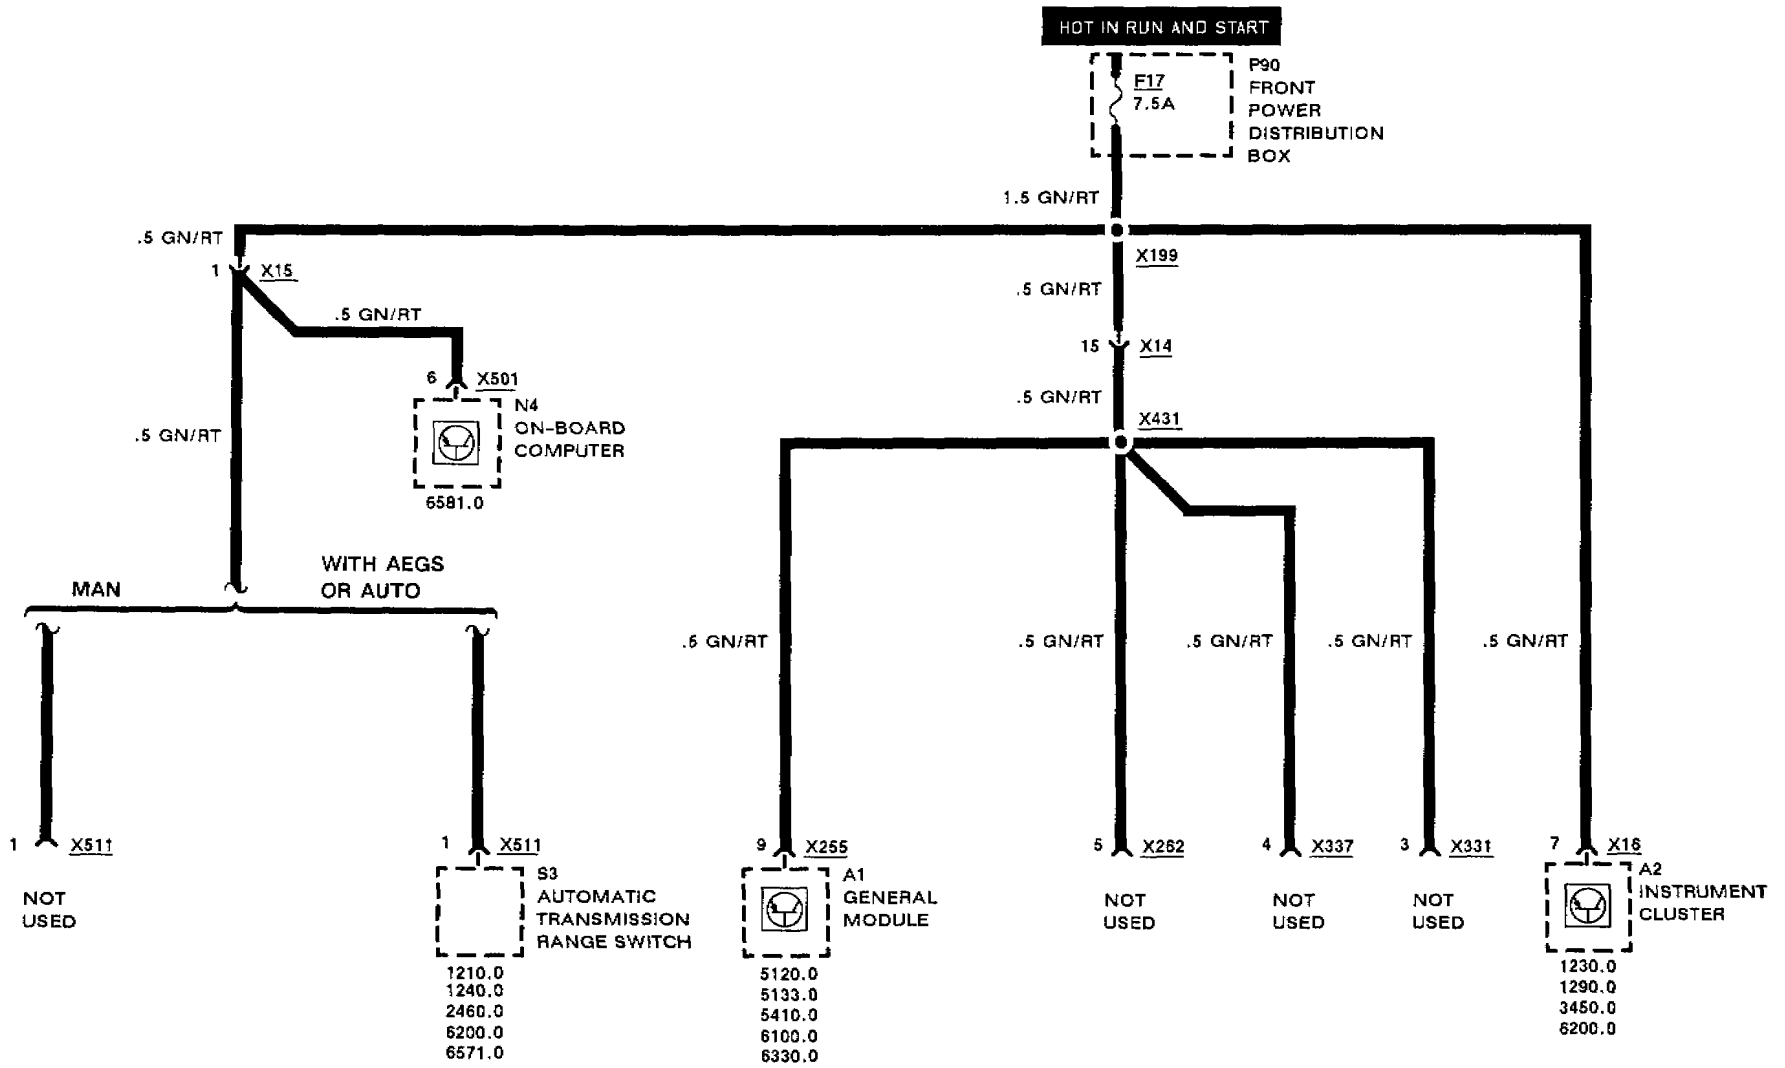 HOT IN RUN AND START
F17
7.5A
P90
FRONT
POWER
DISTRIBUTION
BOX
1.5 GN/RT
.5 GN/RT
X199
1
X15
.5 GN/RT
.5 GN/RT
15
X14
6
X501
.5 GN/RT
N4
ON-BOARD
COMPUTER
6581.0
X431
.5 GN/RT
WITH AEGS
OR AUTO
MAN
.5 GN/RT
.5 GN/RT
.5 GN/RT
.5 GN/RT
.5 GN/RT
1
X511
NOT
USED
1
X511
S3
AUTOMATIC
TRANSMISSION
RANGE SWITCH
1210.0
1240.0
2460.0
6200.0
6571.0
9
X255
A1
GENERAL
MODULE
5120.0
5133.0
5410.0
6100.0
6330.0
5
X252
NOT
USED
4
X337
NOT
USED
3
X331
NOT
USED
7
X16
A2
INSTRUMENT
CLUSTER
1230.0
1290.0
3450.0
6200.0